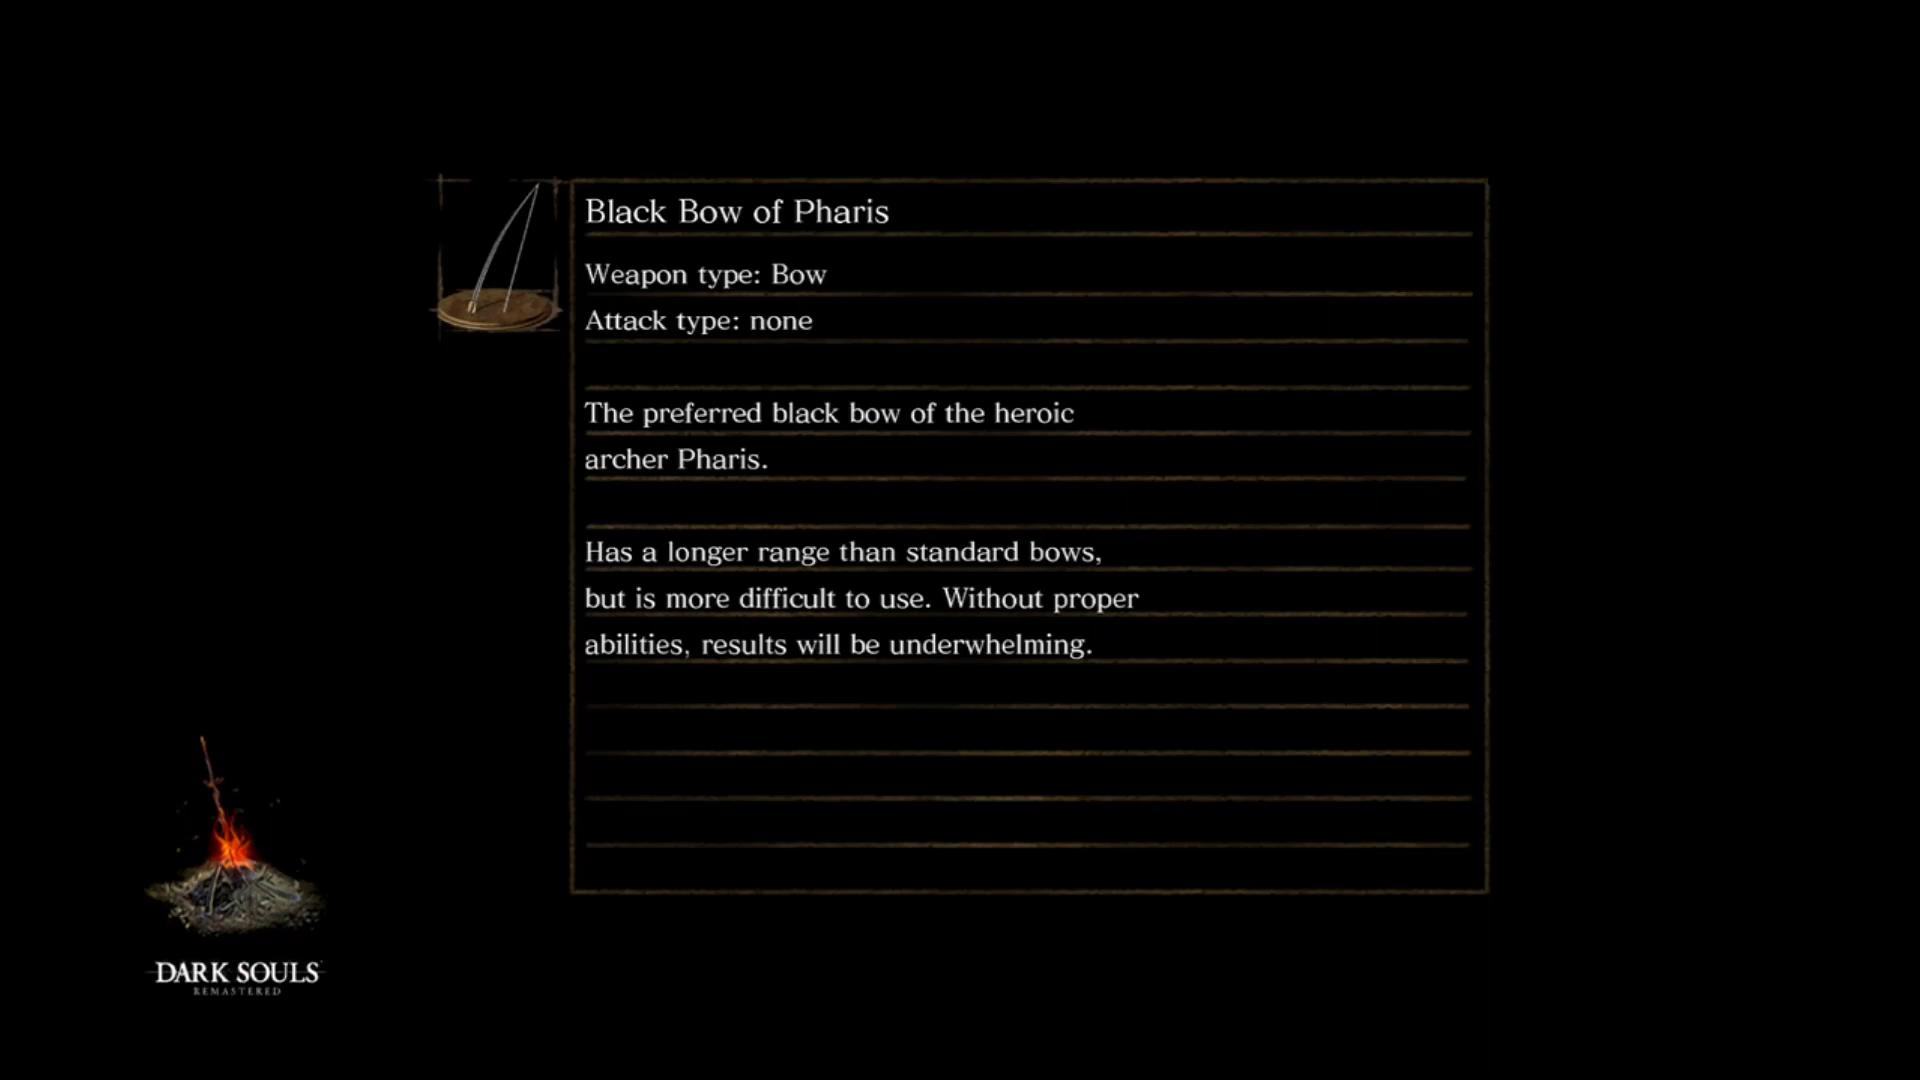 Black Bow of Pharis
Weapon type: Bow
Attack type: none
The preferred black bow of the heroic
archer Pharis.
Has a longer range than standard bows,
but is more difficult to use. Without proper
abilities, results will be underwhelming.
DARK SOULS
REMASTERED